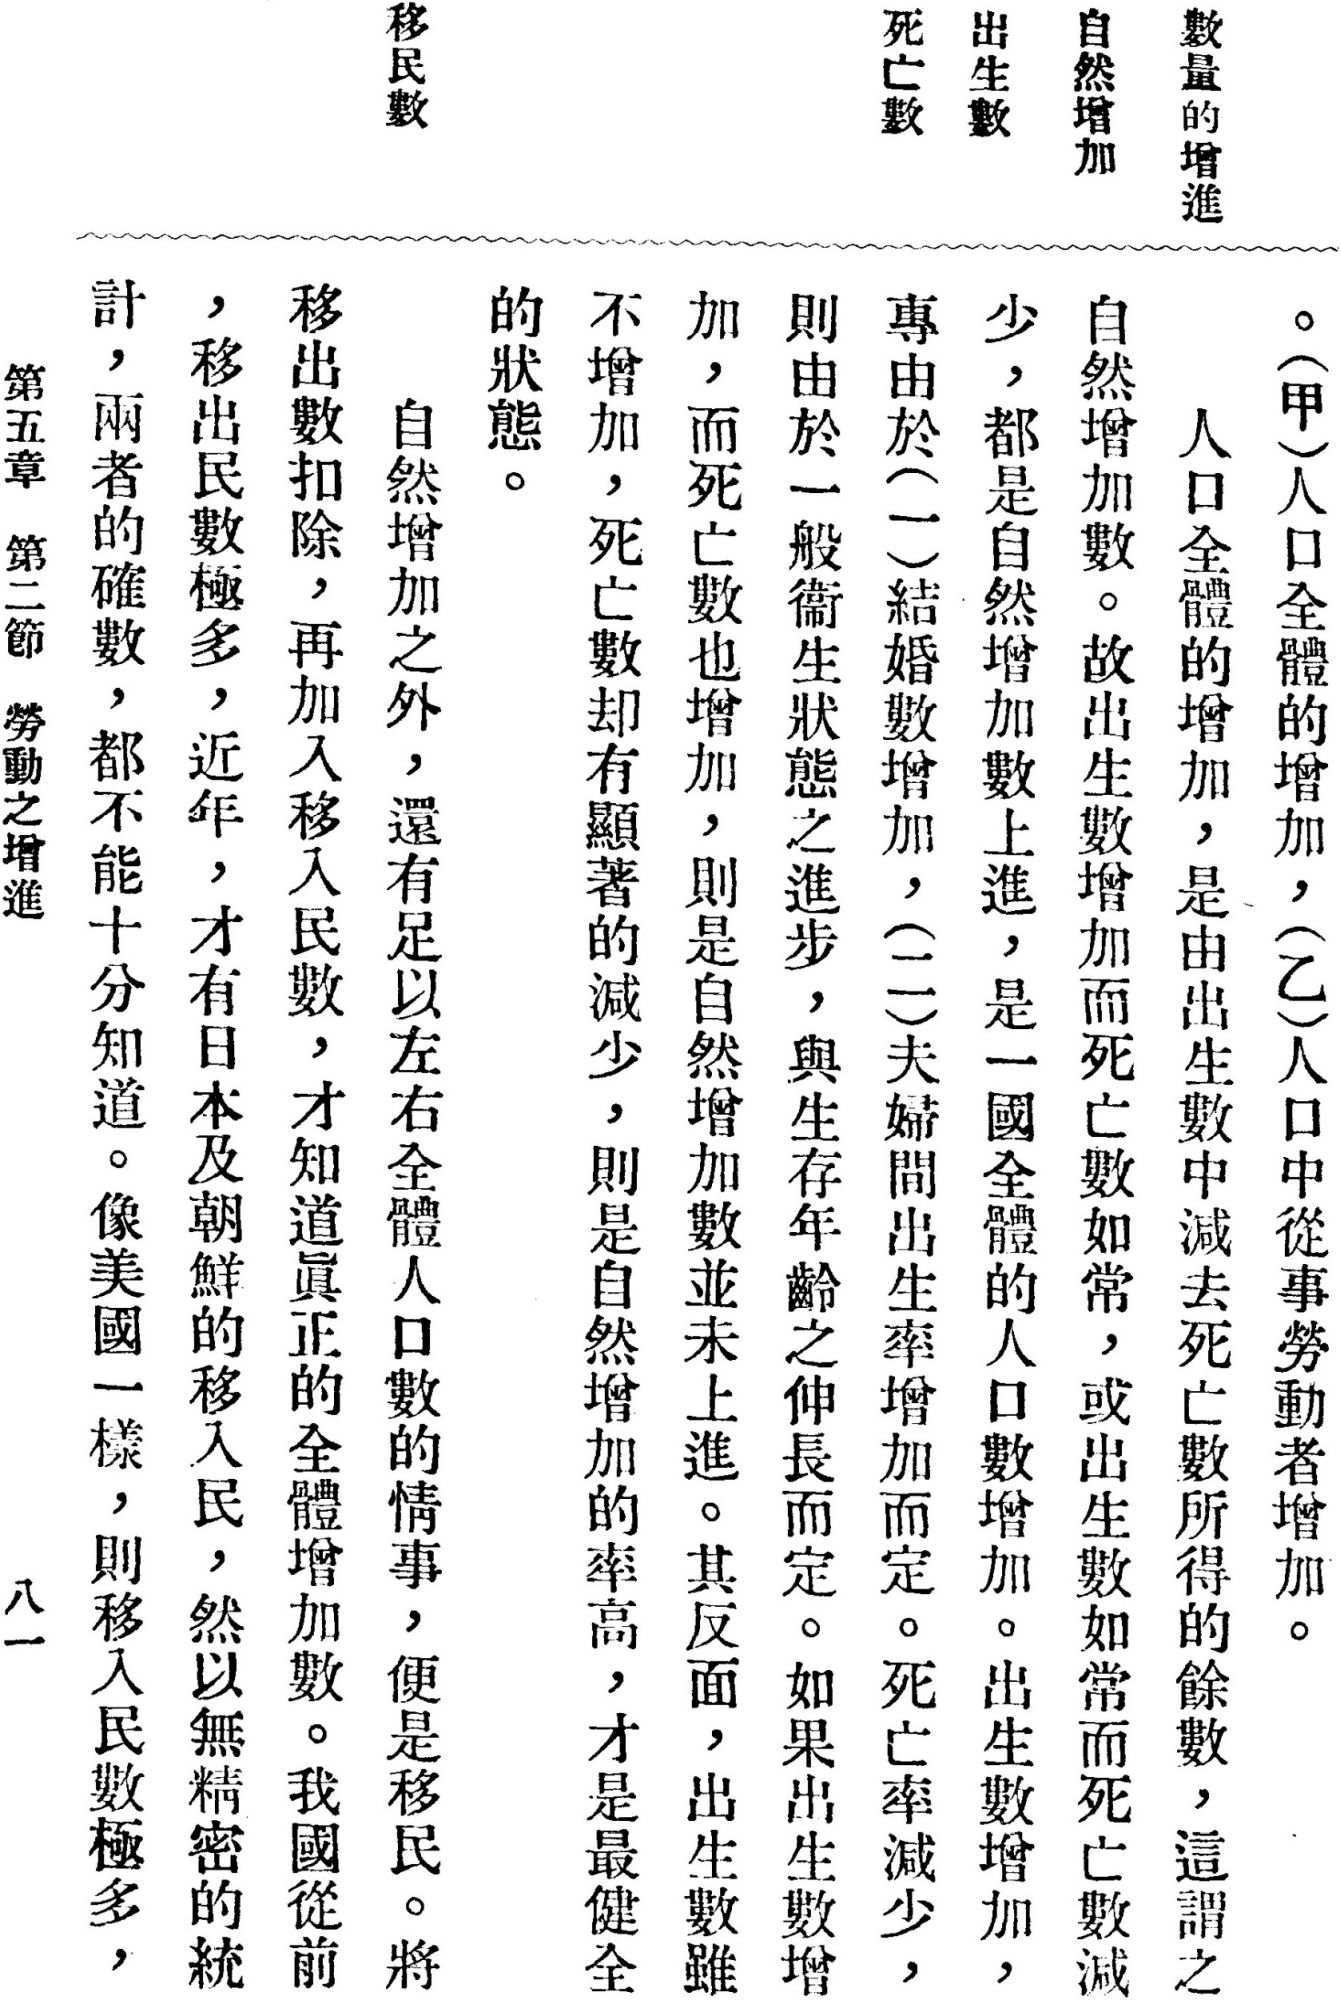 數量的增進
自然增加
出生數
死亡數
移民數
。（甲）人口全體的增加，（乙）人口中從事勞動者增加。
人口全體的增加，是由出生數中減去死亡數所得的餘數，這謂之
自然增加數。故出生數增加而死亡數如常，或出生數如常而死亡數減
少，都是自然增加數上進，是一國全體的人口數增加。出生數增加，
專由於（一）結婚數增加，（二）夫婦間出生率增加而定。死亡率減少，
則由於一般衞生狀態之進步，與生存年齡之伸長而定。如果出生數增
加，而死亡數也增加，則是自然增加數並未上進。其反面，出生數雖
不增加，死亡數却有顯著的減少，則是自然增加的率高，才是最健全
的狀態。
自然增加之外，還有足以左右全體人口數的情事，便是移民。將
移出數扣除，再加入移入民數，才知道眞正的全體增加數。我國從前
，移出民數極多，近年，才有日本及朝鮮的移入民，然以無精密的統
計，兩者的確數，都不能十分知道。像美國一樣，則移入民數極多，
第五章　第二節　勞動之增進　八一